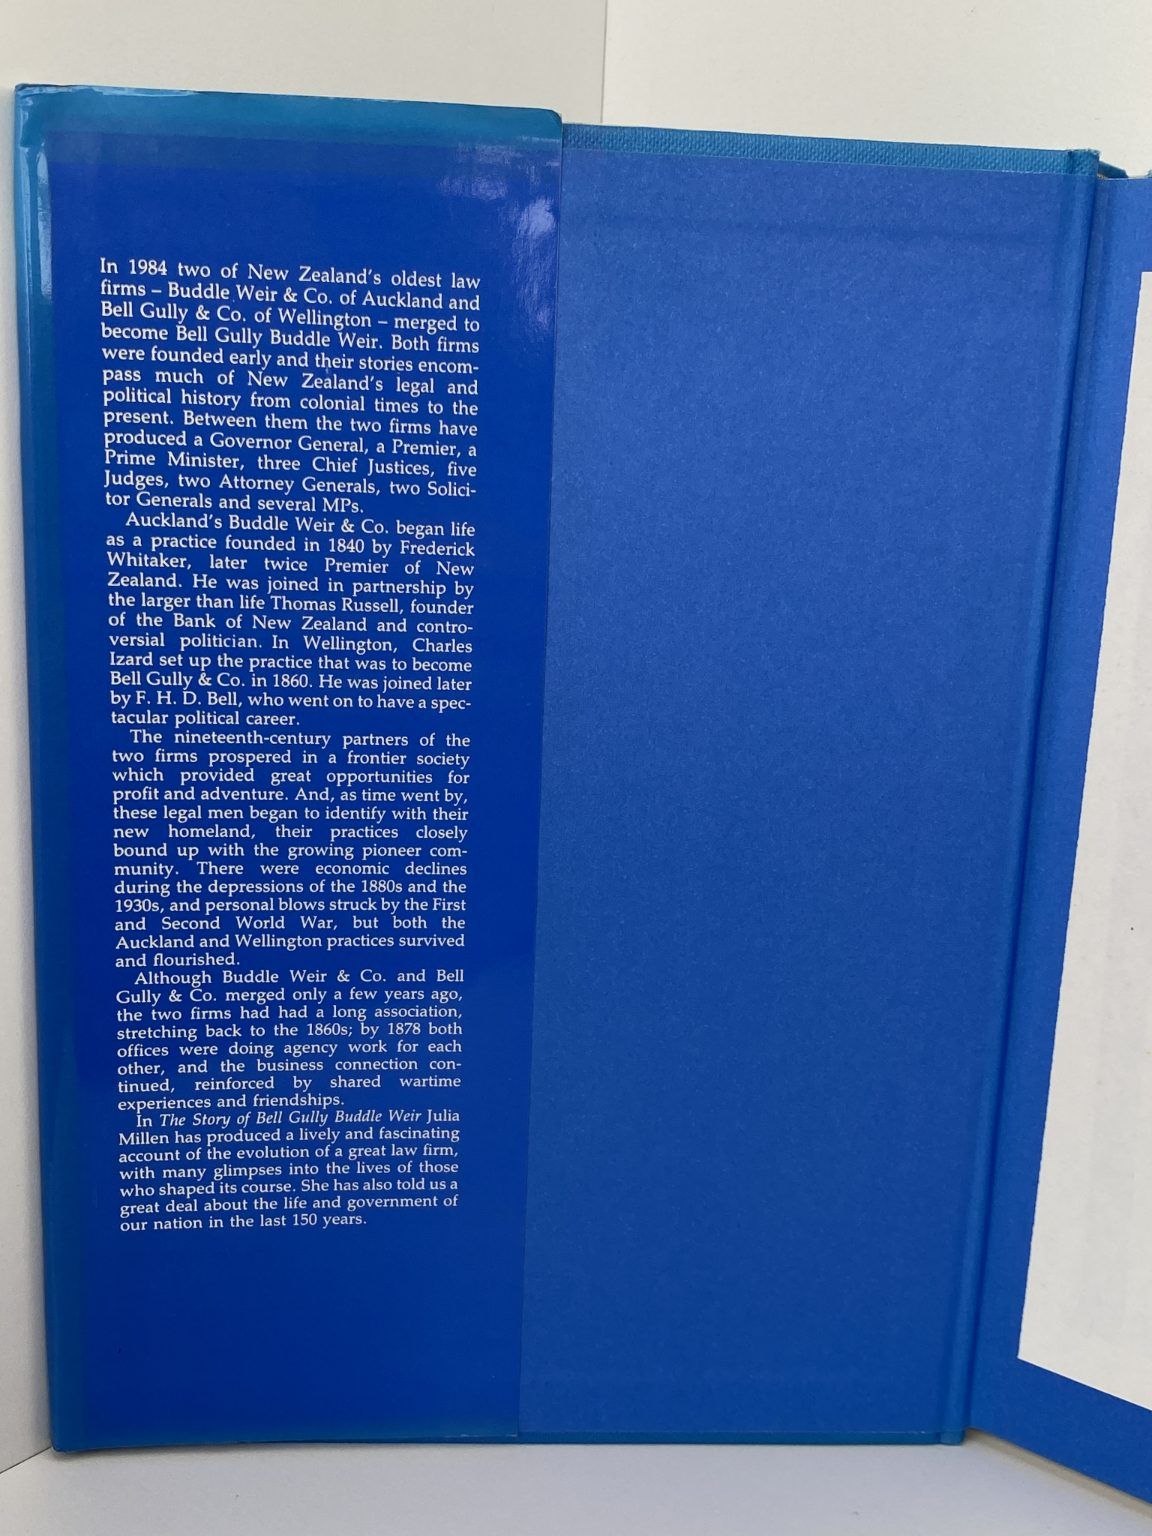 In 1984 two of New Zealand's oldest law
firms – Buddle Weir & Co. of Auckland and
Bell Gully & Co. of Wellington – merged to
become Bell Gully Buddle Weir. Both firms
were founded early and their stories encom-
pass much of New Zealand's legal and
political history from colonial times to the
present. Between them the two firms have
produced a Governor General, a Premier, a
Prime Minister, three Chief Justices, five
Judges, two Attorney Generals, two Solici-
tor Generals and several MPs.
Auckland's Buddle Weir & Co. began life
as a practice founded in 1840 by Frederick
Whitaker, later twice Premier of New
Zealand. He was joined in partnership by
the larger than life Thomas Russell, founder
of the Bank of New Zealand and contro-
versial politician. In Wellington, Charles
Izard set up the practice that was to become
Bell Gully & Co. in 1860. He was joined later
by F. H. D. Bell, who went on to have a spec-
tacular political career.
The nineteenth-century partners of the
two firms prospered in a frontier society
which provided great opportunities for
profit and adventure. And, as time went by,
these legal men began to identify with their
new homeland, their practices closely
bound up with the growing pioneer com-
munity. There were economic declines
during the depressions of the 1880s and the
1930s, and personal blows struck by the First
and Second World War, but both the
Auckland and Wellington practices survived
and flourished.
Although Buddle Weir & Co. and Bell
Gully & Co. merged only a few years ago,
the two firms had had a long association,
stretching back to the 1860s; by 1878 both
offices were doing agency work for each
other, and the business connection con-
tinued, reinforced by shared wartime
experiences and friendships.
In The Story of Bell Gully Buddle Weir Julia
Millen has produced a lively and fascinating
account of the evolution of a great law firm,
with many glimpses into the lives of those
who shaped its course. She has also told us a
great deal about the life and government of
our nation in the last 150 years.